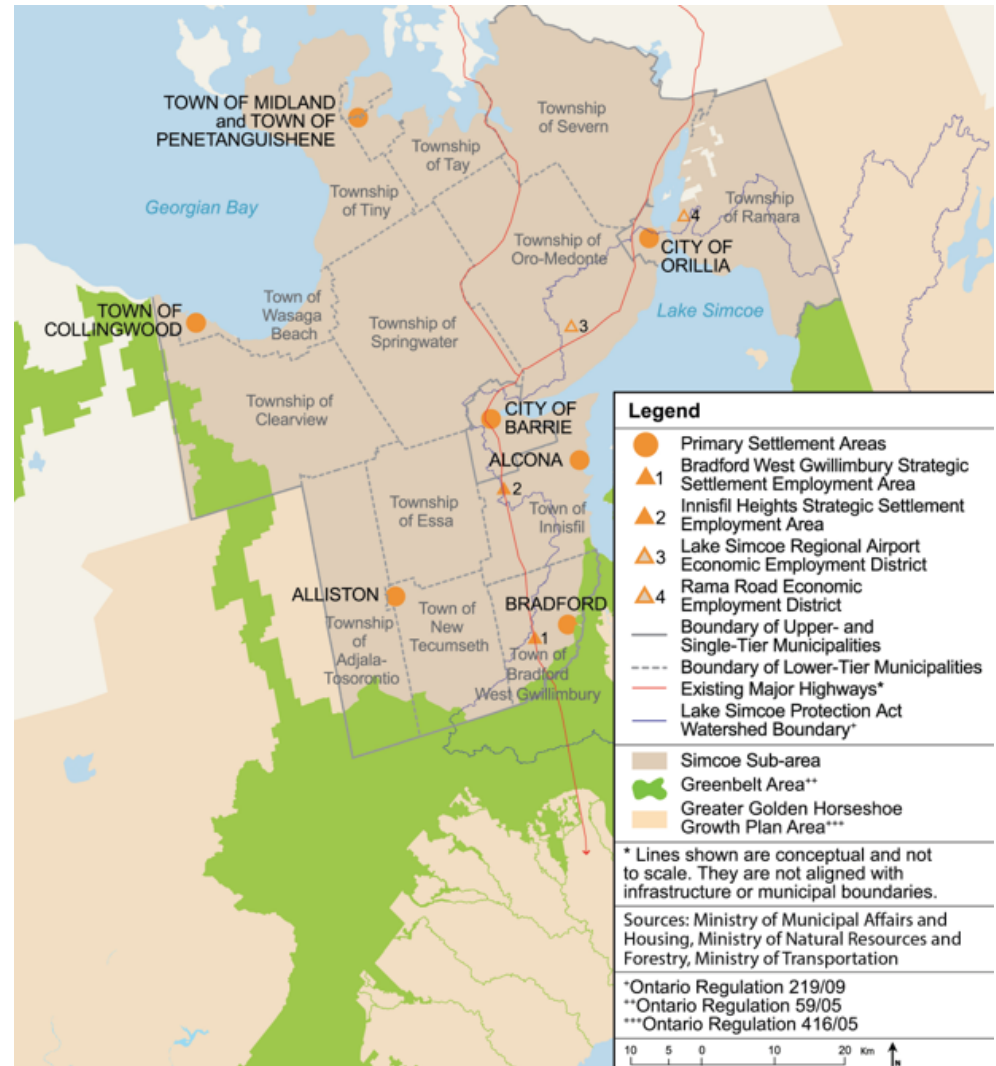 TOWN OF MIDLAND
and TOWN OF
PENETANGUISHENE
Township
of Severn
Township
of Tay
Township
of Tiny
Georgian Bay
Township
of Ramara
4
Township of
Oro-Medonte
CITY OF
ORILLIA
TOWN OF
COLLINGWOOD
Town of
Wasaga
Beach
Township of
Springwater
Lake Simcoe
3
Township of
Clearview
CITY OF
BARRIE
ALCONA
2
Township
of Essa
Town of
Innisfil
ALLISTON
Township
of
Adjala-
Tosorontio
Town of
New
Tecumseth
BRADFORD
1
Town of
Bradford
West Gwillimbury
Legend
Primary Settlement Areas
1 Bradford West Gwillimbury Strategic
Settlement Employment Area
2 Innisfil Heights Strategic Settlement
Employment Area
3 Lake Simcoe Regional Airport
Economic Employment District
4 Rama Road Economic
Employment District
Boundary of Upper- and
Single-Tier Municipalities
Boundary of Lower-Tier Municipalities
Existing Major Highways*
Lake Simcoe Protection Act
Watershed Boundary+
Simcoe Sub-area
Greenbelt Area++
Greater Golden Horseshoe
Growth Plan Area+++
* Lines shown are conceptual and not
to scale. They are not aligned with
infrastructure or municipal boundaries.
Sources: Ministry of Municipal Affairs and
Housing, Ministry of Natural Resources and
Forestry, Ministry of Transportation
+Ontario Regulation 219/09
++Ontario Regulation 59/05
+++Ontario Regulation 416/05
10 5 0 10 20 Km N